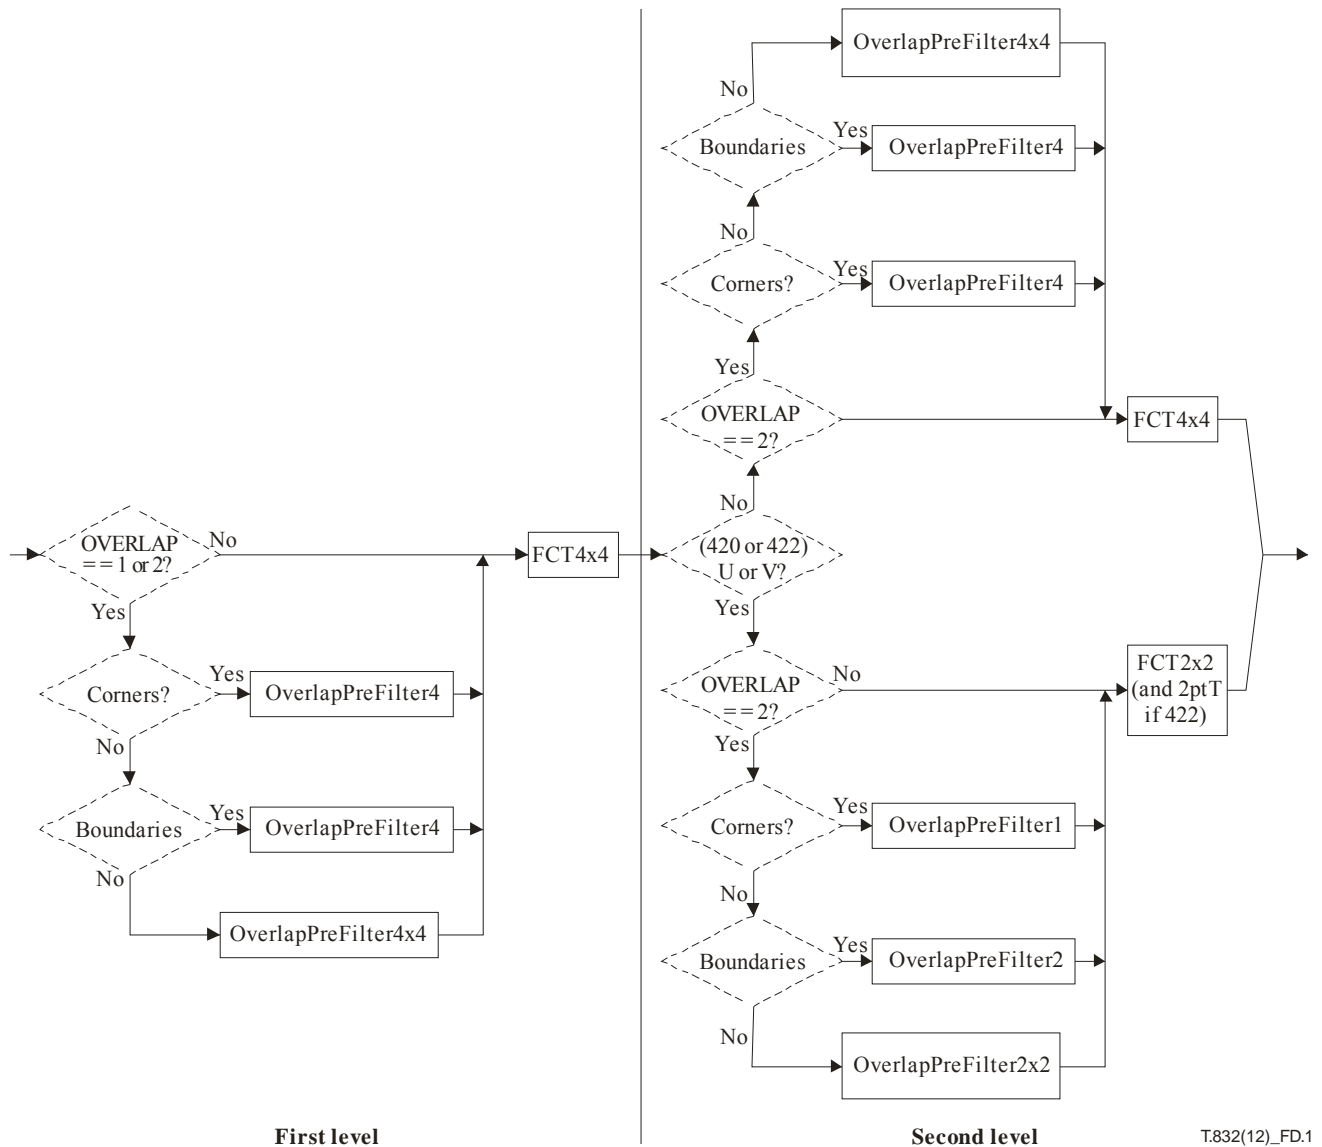 OverlapPreFilter4x4
No
Boundaries
Yes
OverlapPreFilter4
No
Corners?
Yes
OverlapPreFilter4
Yes
OVERLAP
==2?
FCT4x4
No
OVERLAP
==1 or 2?
No
FCT4x4
(420 or 422)
U or V?
Yes
Yes
Corners?
Yes
OverlapPreFilter4
OVERLAP
==2?
No
FCT2x2
(and 2ptT
if 422)
No
Yes
Boundaries
Yes
OverlapPreFilter4
Corners?
Yes
OverlapPreFilter1
No
No
OverlapPreFilter4x4
Boundaries
Yes
OverlapPreFilter2
No
OverlapPreFilter2x2
First level
Second level
T.832(12)_FD.1